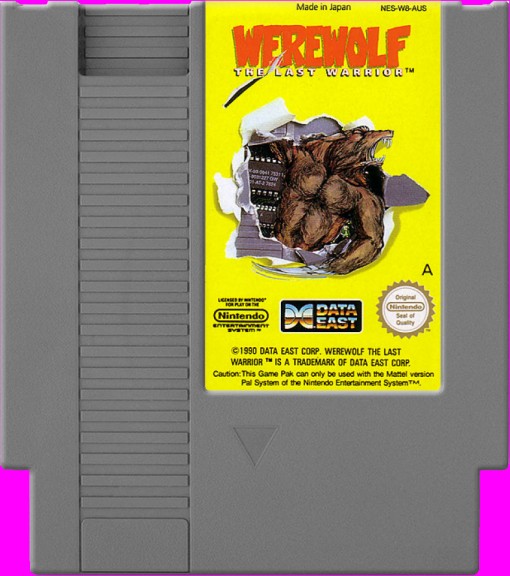 Made in Japan NES-W8-AUS
WEREWOLF
THE LAST WARRIOR™
A
LICENSED BY NINTENDO®
FOR PLAY ON THE
Nintendo
ENTERTAINMENT
SYSTEM™
DATA
EAST
Original
Nintendo
Seal of
Quality
©1990 DATA EAST CORP. WEREWOLF THE LAST
WARRIOR ™ IS A TRADEMARK OF DATA EAST CORP.
Caution:This Game Pak can only be used with the Mattel version
Pal System of the Nintendo Entertainment System™.